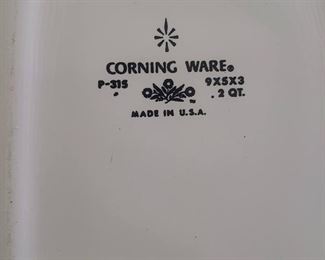 CORNING WARE®
P-315 9X5X3
. 2 QT.
MADE IN U.S.A.